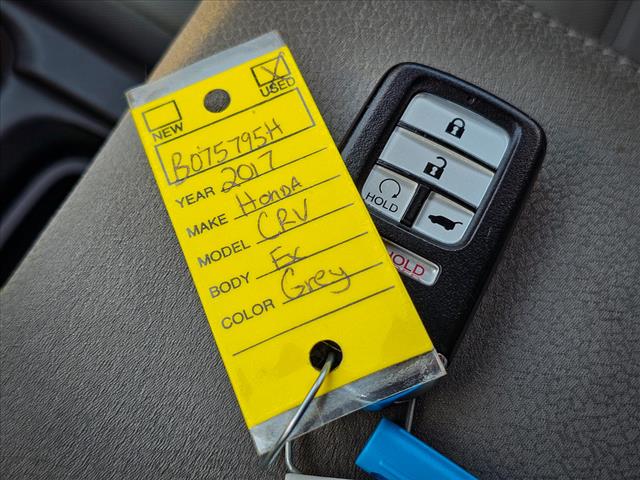 NEW USED
B075795H
YEAR 2017
MAKE HONDA
MODEL CRV
BODY Ex
COLOR Grey
HOLD
HOLD